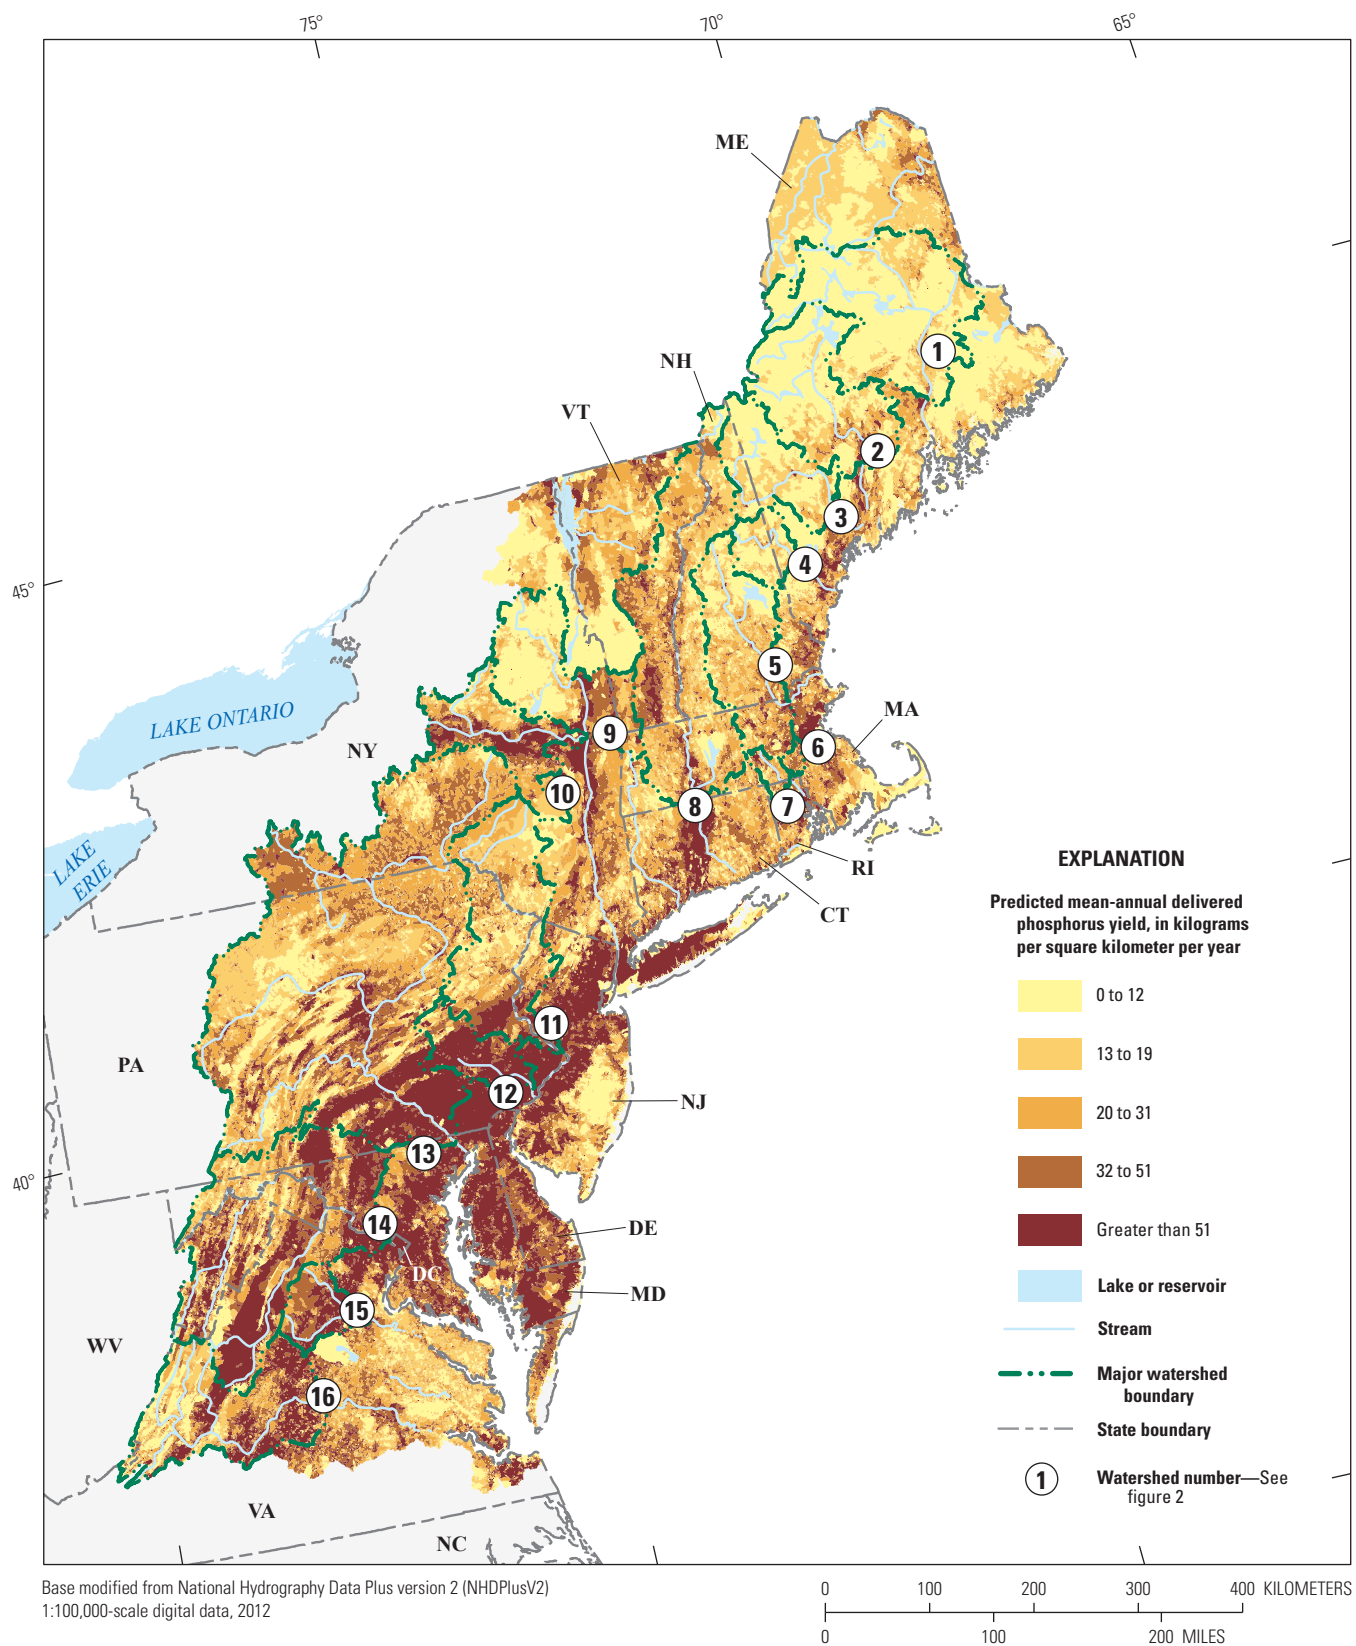 75°
70°
65°
ME
NH
VT
45°
LAKE ONTARIO
NY
MA
LAKE
ERIE
RI
CT
PA
NJ
40°
DE
DC
MD
WV
VA
NC
1
2
3
4
5
6
7
8
9
10
11
12
13
14
15
16
EXPLANATION
Predicted mean-annual delivered
phosphorus yield, in kilograms
per square kilometer per year
0 to 12
13 to 19
20 to 31
32 to 51
Greater than 51
Lake or reservoir
Stream
Major watershed
boundary
State boundary
1 Watershed number—See
figure 2
Base modified from National Hydrography Data Plus version 2 (NHDPlusV2)
1:100,000-scale digital data, 2012
0 100 200 300 400 KILOMETERS
0 100 200 MILES